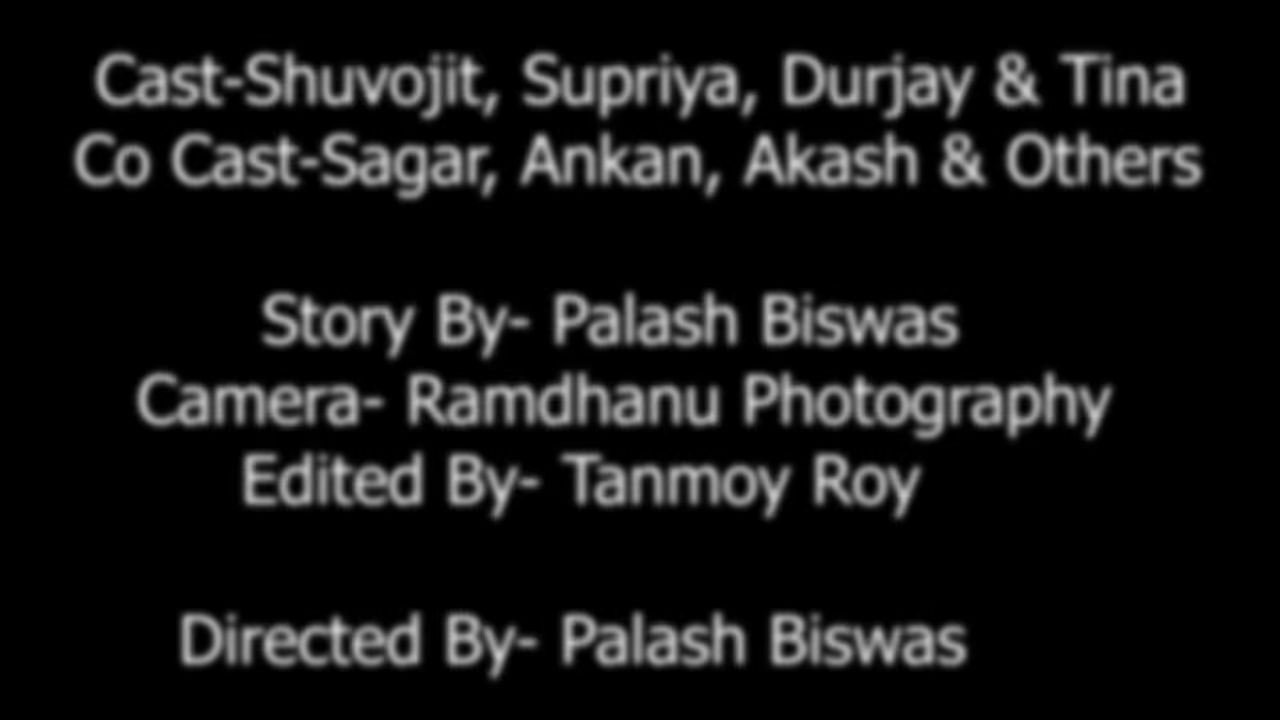 Cast-Shuvojit, Supriya, Durjay & Tina
Co Cast-Sagar, Ankan, Akash & Others
Story By- Palash Biswas
Camera- Ramdhanu Photography
Edited By- Tanmoy Roy
Directed By- Palash Biswas